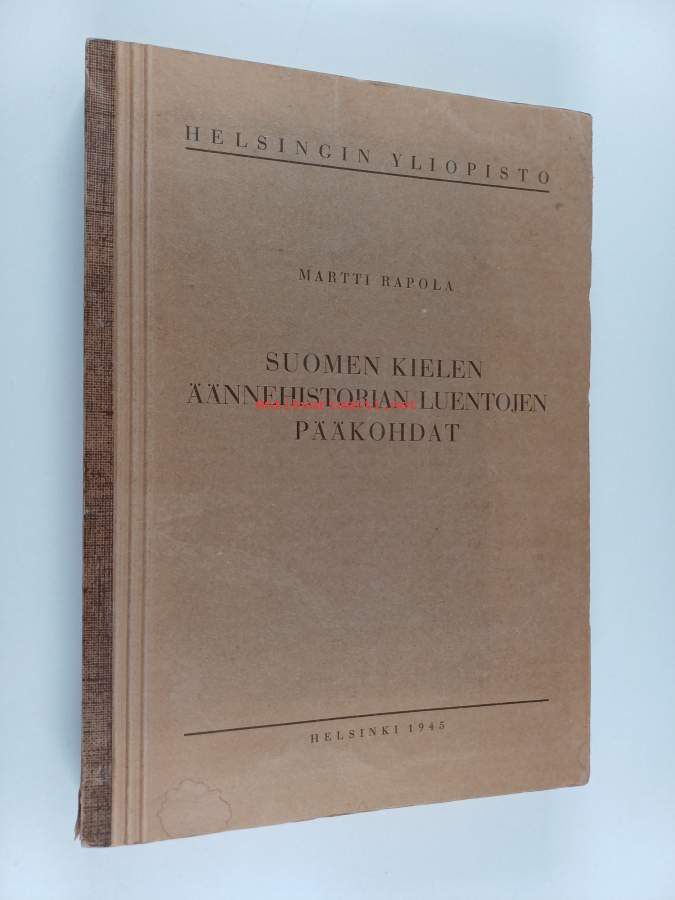 HELSINGIN YLIOPISTO
MARTTI RAPOLA
SUOMEN KIELEN
ÄÄNNEHISTORIAN LUENTOJEN
PÄÄKOHDAT
HELSINKI 1945